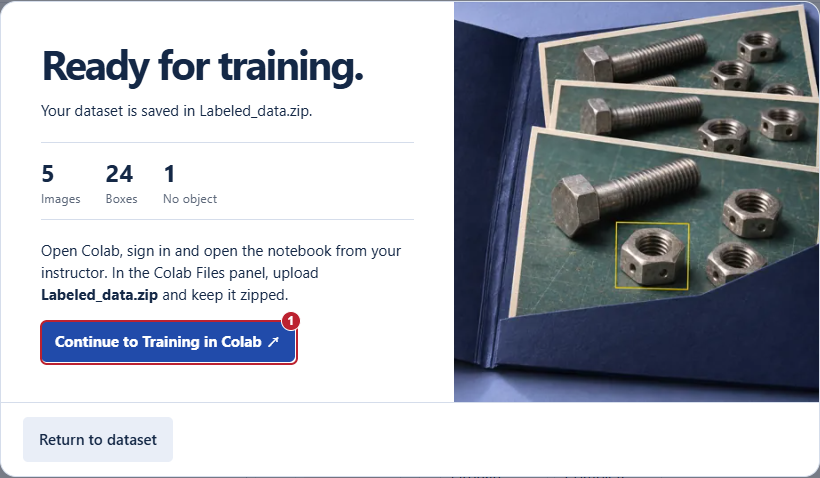 Ready for training.
Your dataset is saved in Labeled_data.zip.
5 24 1
Images Boxes No object
Open Colab, sign in and open the notebook from your
instructor. In the Colab Files panel, upload
Labeled_data.zip and keep it zipped.
1
Continue to Training in Colab ↗
Return to dataset